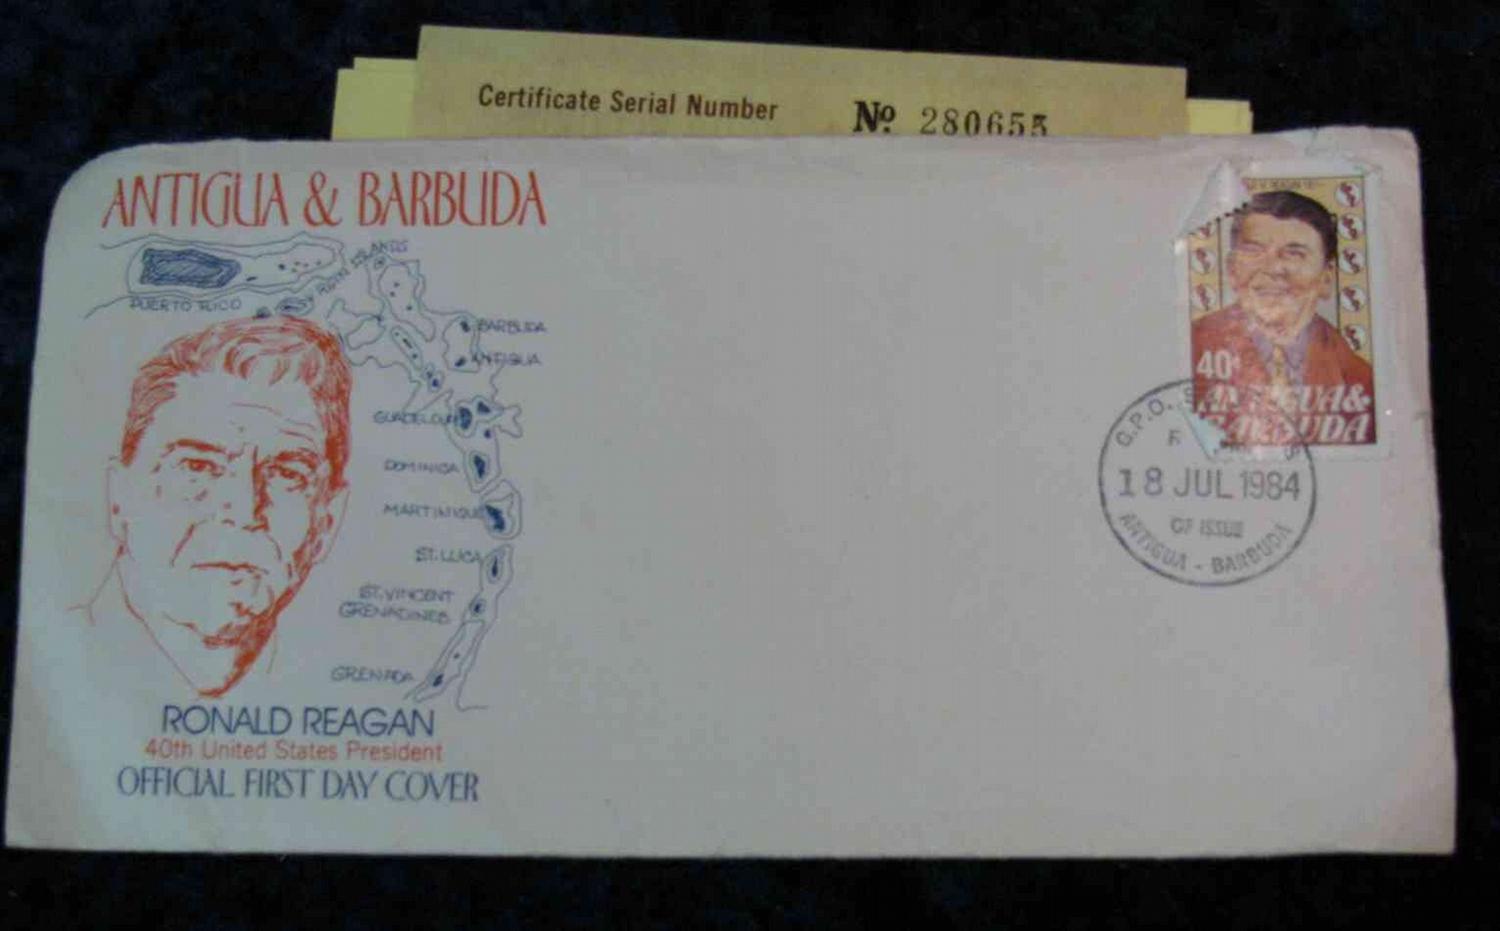 Certificate Serial Number
No. 280655
ANTIGUA & BARBUDA
PUERTO RICO
ISLANDS
BARBUDA
ANTIGUA
GUADELOUPE
DOMINICA
MARTINIQUE
ST. LUCIA
ST. VINCENT
GRENADINES
GRENADA
RONALD REAGAN
40th United States President
OFFICIAL FIRST DAY COVER
40¢
ANTIGUA &
BARBUDA
G.P.O.
18 JUL 1984
OF ISSUE
ANTIGUA - BARBUDA